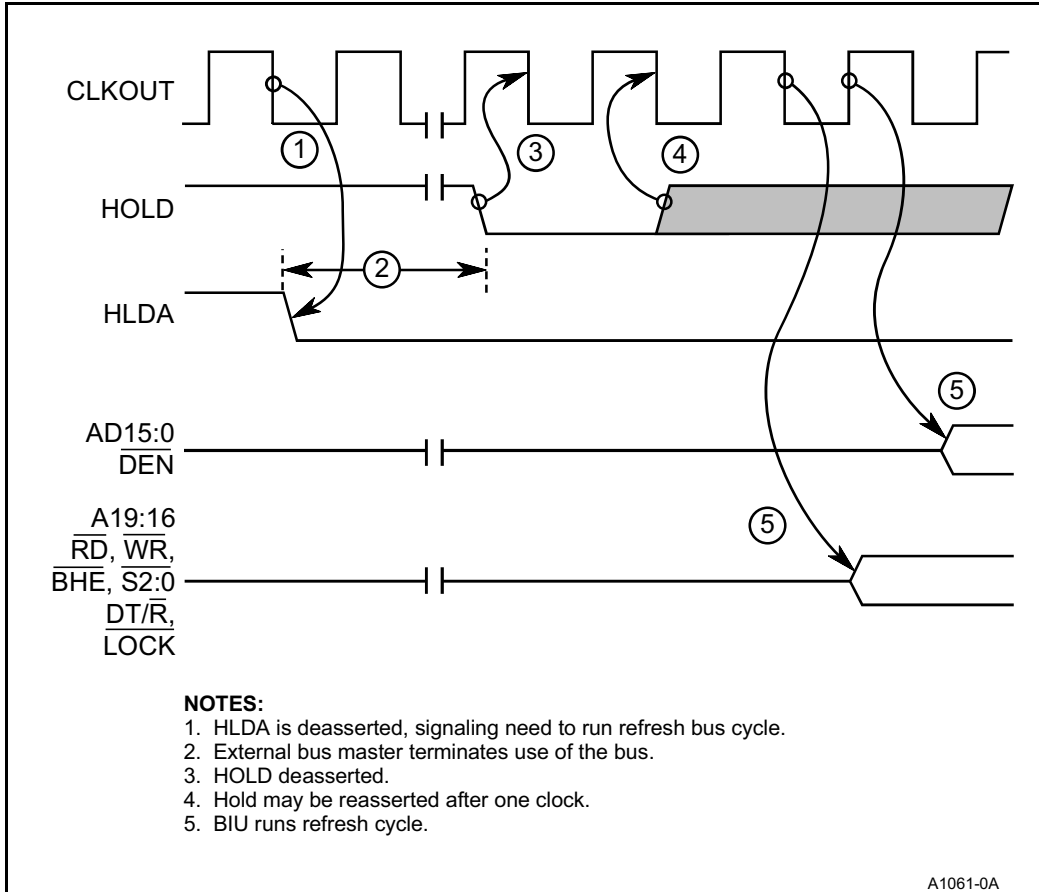 CLKOUT
1
3
4
HOLD
2
HLDA
5
AD15:0
DEN
5
A19:16
RD, WR,
BHE, S2:0
DT/R,
LOCK
NOTES:
1. HLDA is deasserted, signaling need to run refresh bus cycle.
2. External bus master terminates use of the bus.
3. HOLD deasserted.
4. Hold may be reasserted after one clock.
5. BIU runs refresh cycle.
A1061-0A